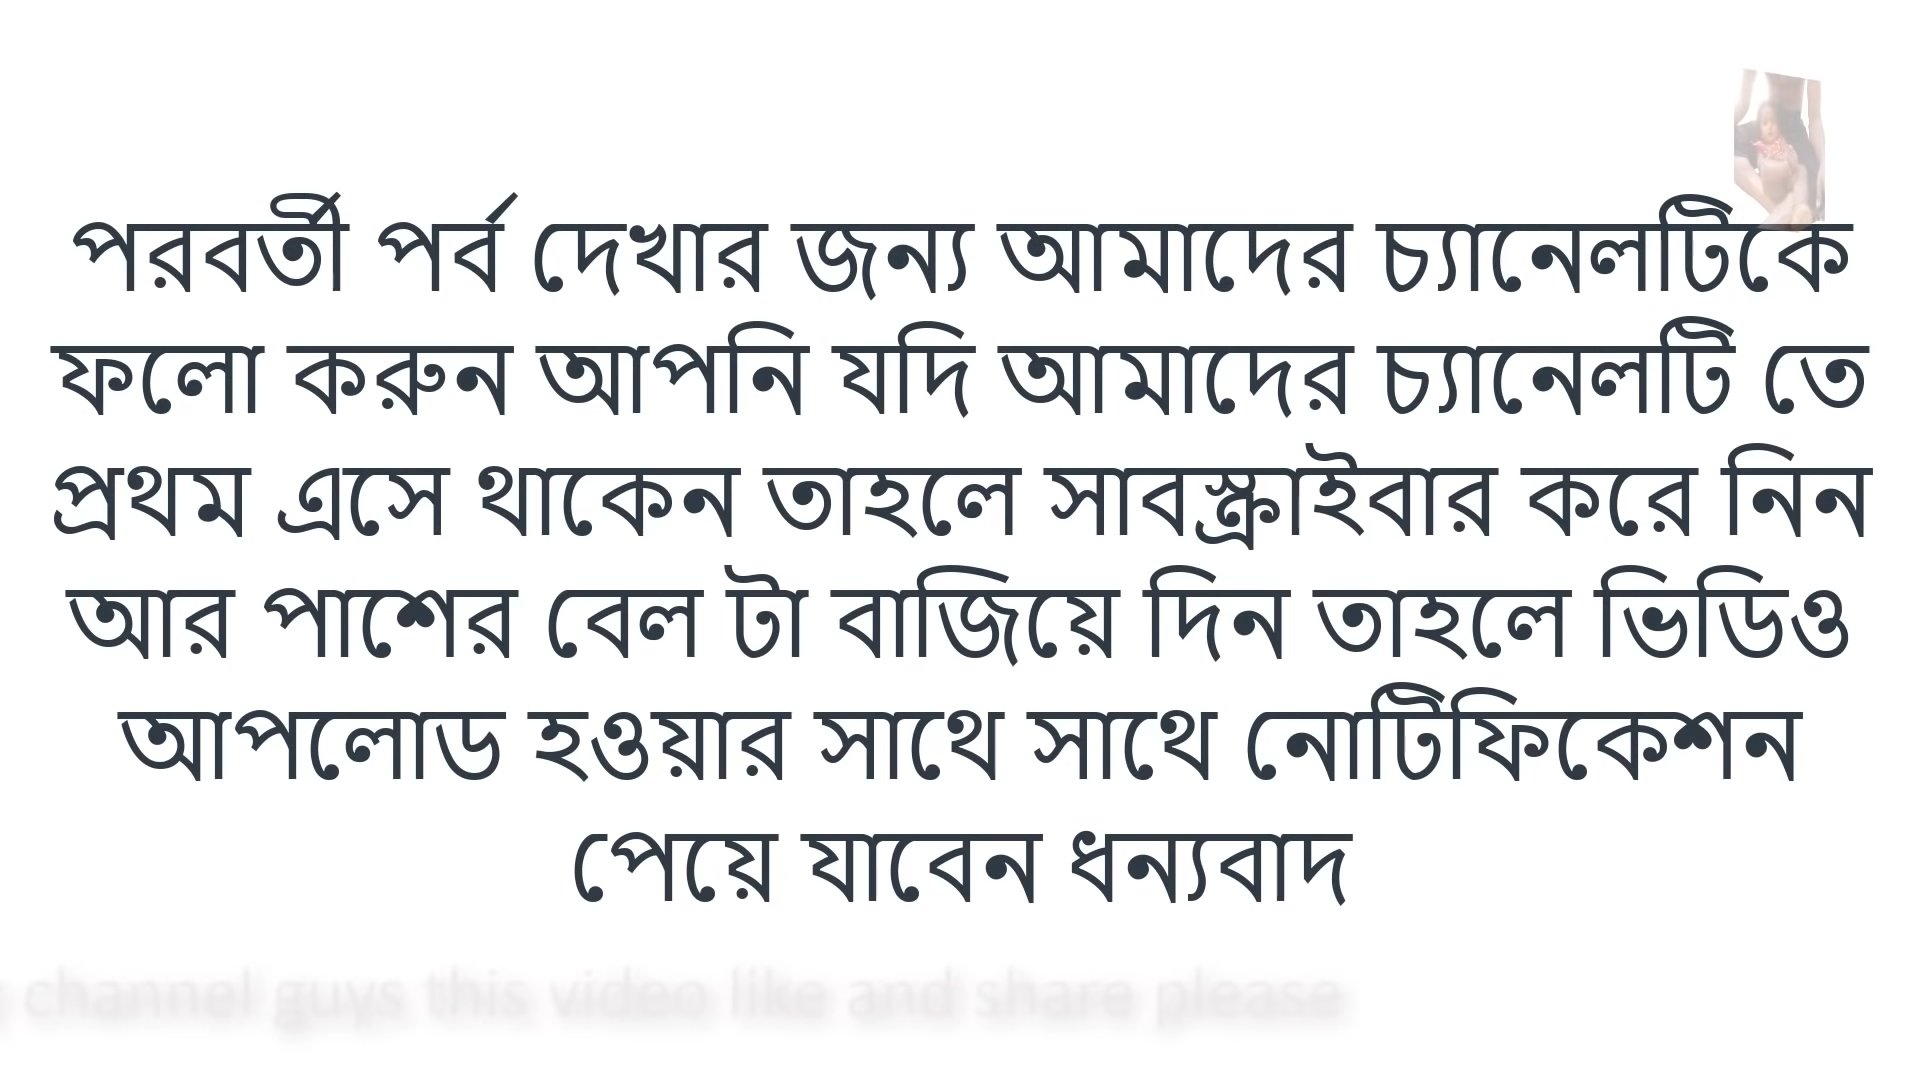 পরবর্তী পর্ব দেখার জন্য আমাদের চ্যানেলটিকে
ফলো করুন আপনি যদি আমাদের চ্যানেলটি তে
প্রথম এসে থাকেন তাহলে সাবস্ক্রাইবার করে নিন
আর পাশের বেল টা বাজিয়ে দিন তাহলে ভিডিও
আপলোড হওয়ার সাথে সাথে নোটিফিকেশন
পেয়ে যাবেন ধন্যবাদ
channel guys this video like and share please